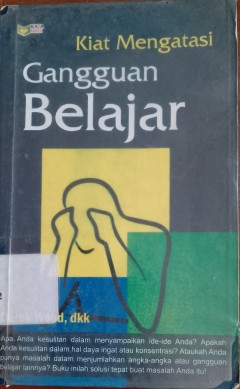 Kiat Mengatasi
Gangguan
Belajar
dkk
Apa Anda kesulitan dalam menyampaikan ide-ide Anda? Apakah
Anda kesulitan dalam hal daya ingat atau konsentrasi? Ataukah Anda
punya masalah dalam menjumlahkan angka-angka atau gangguan
belajar lainnya? Buku inilah solusi tepat buat masalah Anda itu!